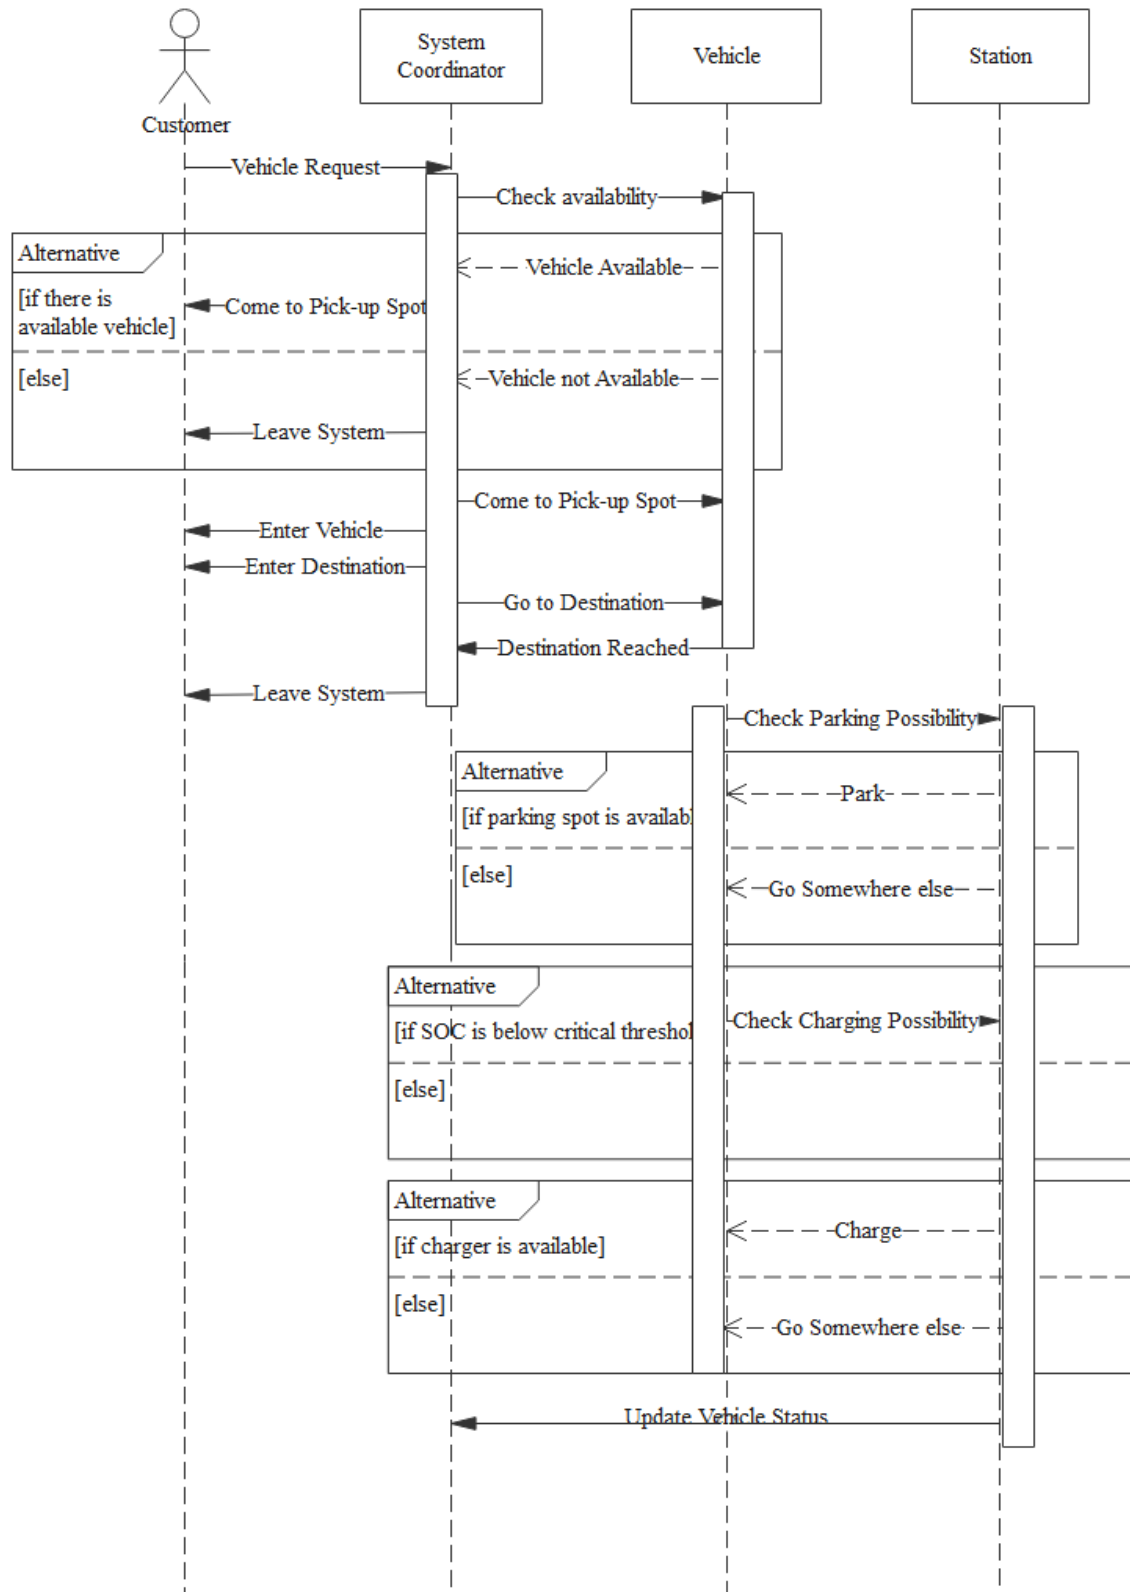 System
Coordinator
Vehicle
Station
Customer
Vehicle Request
Check availability
Alternative
Vehicle Available
[if there is
available vehicle]
Come to Pick-up Spot
[else]
Vehicle not Available
Leave System
Come to Pick-up Spot
Enter Vehicle
Enter Destination
Go to Destination
Destination Reached
Leave System
Check Parking Possibility
Alternative
Park
[if parking spot is availab
[else]
Go Somewhere else
Alternative
[if SOC is below critical threshol
Check Charging Possibility
[else]
Alternative
Charge
[if charger is available]
[else]
Go Somewhere else
Update Vehicle Status